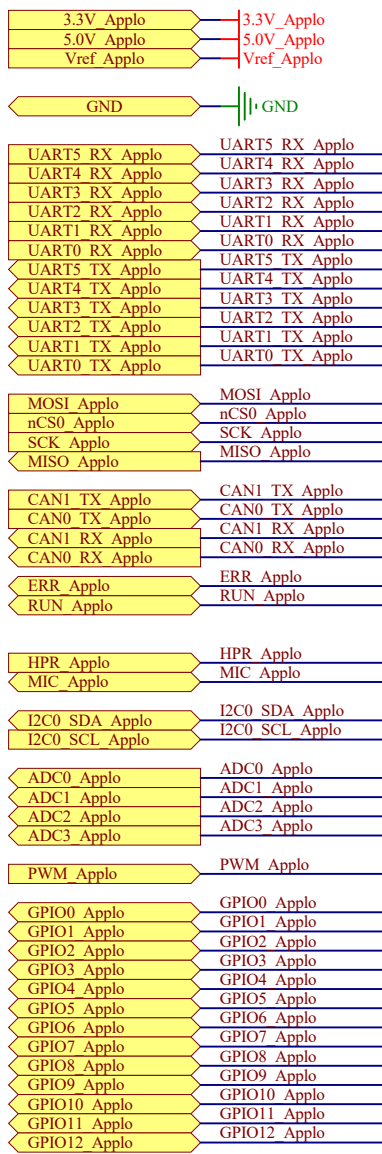 3.3V_Applo 3.3V_Applo
5.0V_Applo 5.0V_Applo
Vref_Applo Vref_Applo
GND GND
UART5_RX_Applo UART5_RX_Applo
UART4_RX_Applo UART4_RX_Applo
UART3_RX_Applo UART3_RX_Applo
UART2_RX_Applo UART2_RX_Applo
UART1_RX_Applo UART1_RX_Applo
UART0_RX_Applo UART0_RX_Applo
UART5_TX_Applo UART5_TX_Applo
UART4_TX_Applo UART4_TX_Applo
UART3_TX_Applo UART3_TX_Applo
UART2_TX_Applo UART2_TX_Applo
UART1_TX_Applo UART1_TX_Applo
UART0_TX_Applo UART0_TX_Applo
MOSI_Applo MOSI_Applo
nCS0_Applo nCS0_Applo
SCK_Applo SCK_Applo
MISO_Applo MISO_Applo
CAN1_TX_Applo CAN1_TX_Applo
CAN0_TX_Applo CAN0_TX_Applo
CAN1_RX_Applo CAN1_RX_Applo
CAN0_RX_Applo CAN0_RX_Applo
ERR_Applo ERR_Applo
RUN_Applo RUN_Applo
HPR_Applo HPR_Applo
MIC_Applo MIC_Applo
I2C0_SDA_Applo I2C0_SDA_Applo
I2C0_SCL_Applo I2C0_SCL_Applo
ADC0_Applo ADC0_Applo
ADC1_Applo ADC1_Applo
ADC2_Applo ADC2_Applo
ADC3_Applo ADC3_Applo
PWM_Applo PWM_Applo
GPIO0_Applo GPIO0_Applo
GPIO1_Applo GPIO1_Applo
GPIO2_Applo GPIO2_Applo
GPIO3_Applo GPIO3_Applo
GPIO4_Applo GPIO4_Applo
GPIO5_Applo GPIO5_Applo
GPIO6_Applo GPIO6_Applo
GPIO7_Applo GPIO7_Applo
GPIO8_Applo GPIO8_Applo
GPIO9_Applo GPIO9_Applo
GPIO10_Applo GPIO10_Applo
GPIO11_Applo GPIO11_Applo
GPIO12_Applo GPIO12_Applo